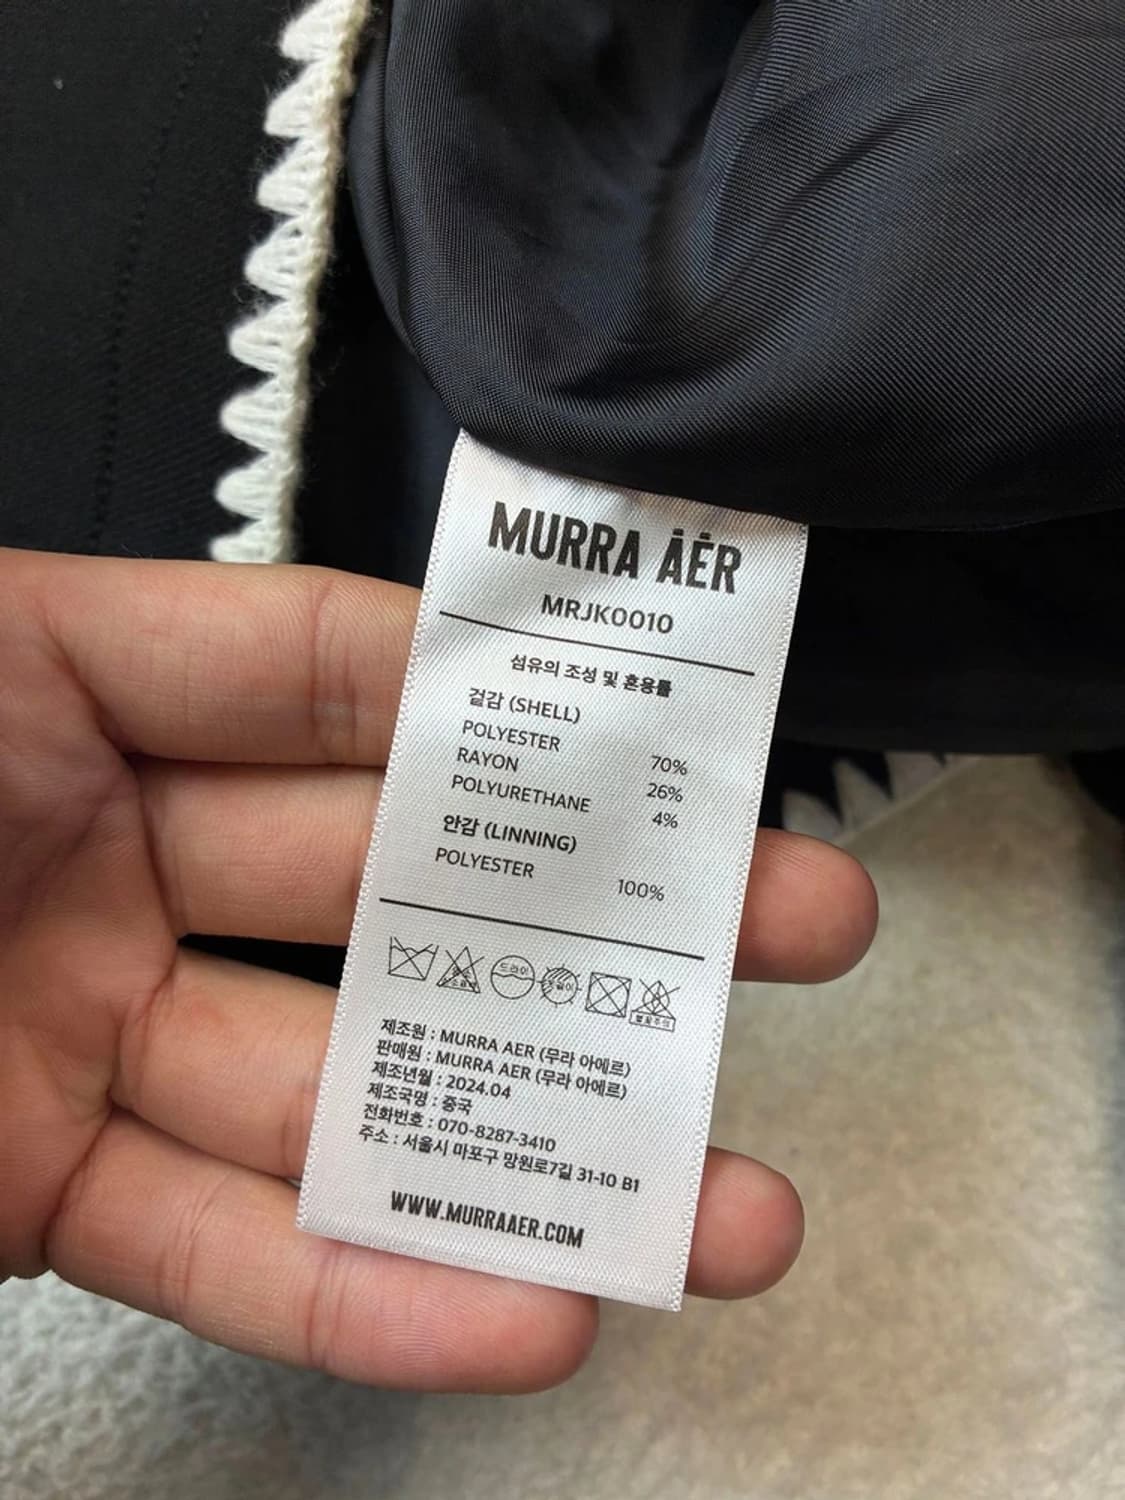 MURRA ÅĒR
MRJK0010
섬유의 조성 및 혼용률
겉감 (SHELL)
POLYESTER 70%
RAYON 26%
POLYURETHANE 4%
안감 (LINNING)
POLYESTER 100%
드라이
제조원 : MURRA AER (무라 아에르)
판매원 : MURRA AER (무라 아에르)
제조년월 : 2024.04
제조국명 : 중국
전화번호 : 070-8287-3410
주소 : 서울시 마포구 망원로7길 31-10 B1
WWW.MURRAAER.COM